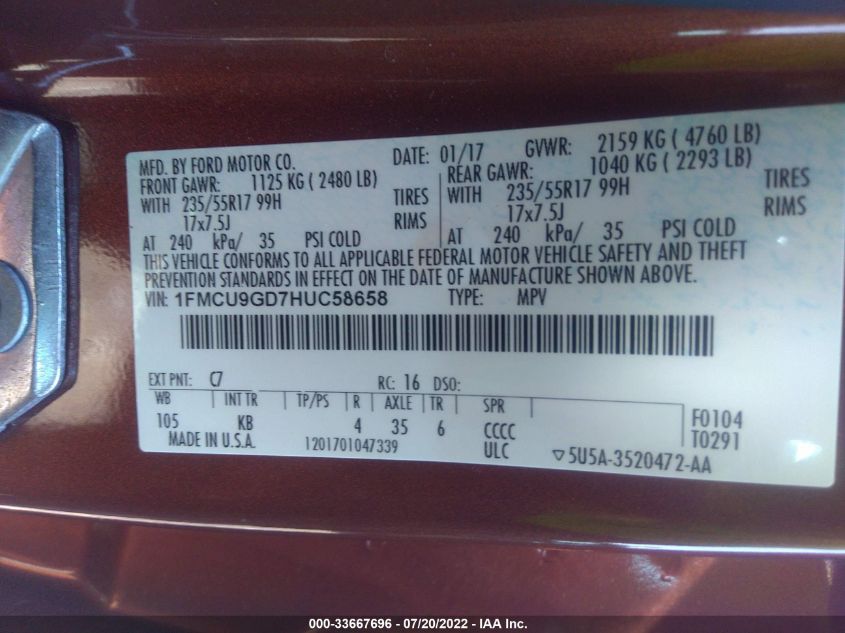 MFD. BY FORD MOTOR CO. DATE: 01/17 GVWR: 2159 KG ( 4760 LB)
FRONT GAWR: 1125 KG ( 2480 LB) REAR GAWR: 1040 KG ( 2293 LB)
WITH 235/55R17 99H TIRES WITH 235/55R17 99H TIRES
17x7.5J RIMS 17x7.5J RIMS
AT 240 kPa/ 35 PSI COLD AT 240 kPa/ 35 PSI COLD
THIS VEHICLE CONFORMS TO ALL APPLICABLE FEDERAL MOTOR VEHICLE SAFETY AND THEFT
PREVENTION STANDARDS IN EFFECT ON THE DATE OF MANUFACTURE SHOWN ABOVE.
VIN: 1FMCU9GD7HUC58658 TYPE: MPV
EXT PNT: C7 RC: 16 DSO:
WB INT TR TP/PS R AXLE TR SPR F0104
105 KB 4 35 6 CCCC T0291
MADE IN U.S.A. 1201701047339 ULC ▽5U5A-3520472-AA
000-33667696 - 07/20/2022 - IAA Inc.